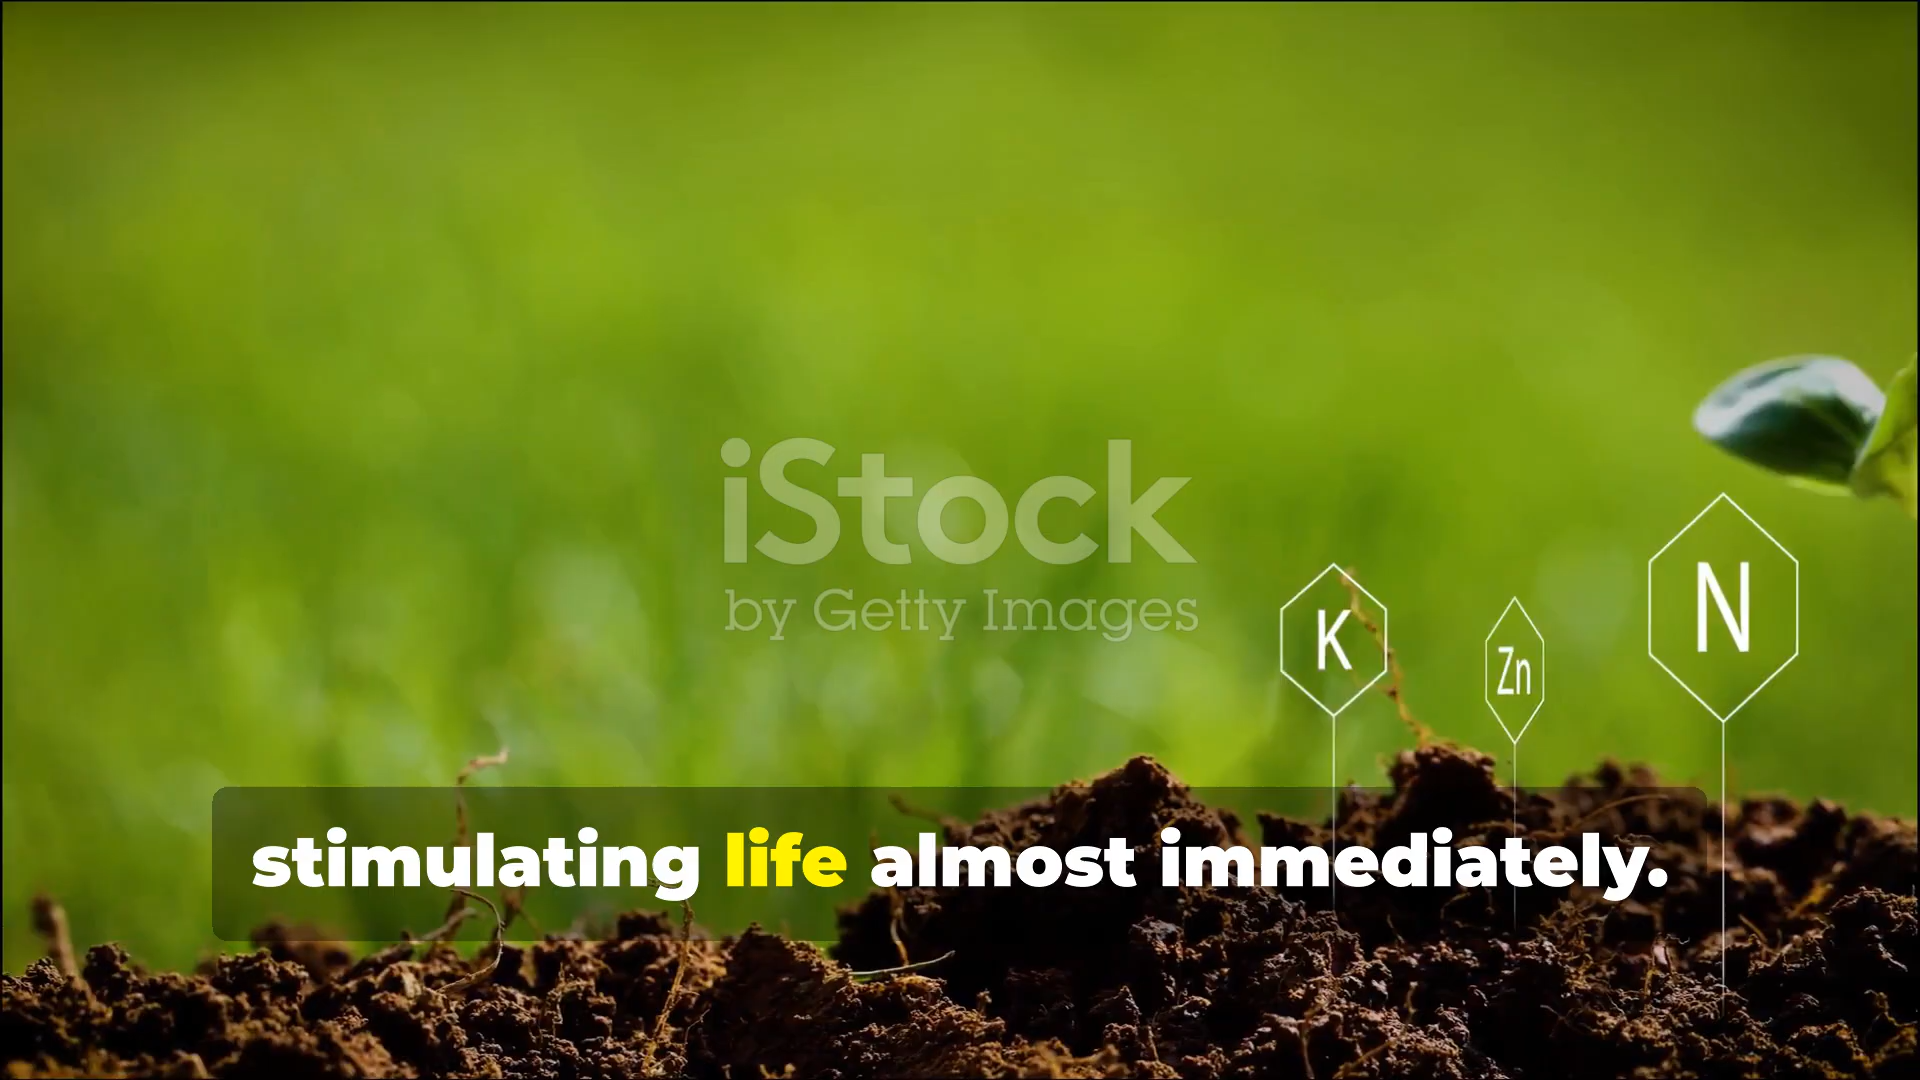 iStock
by Getty Images
K
Zn
N
stimulating life almost immediately.